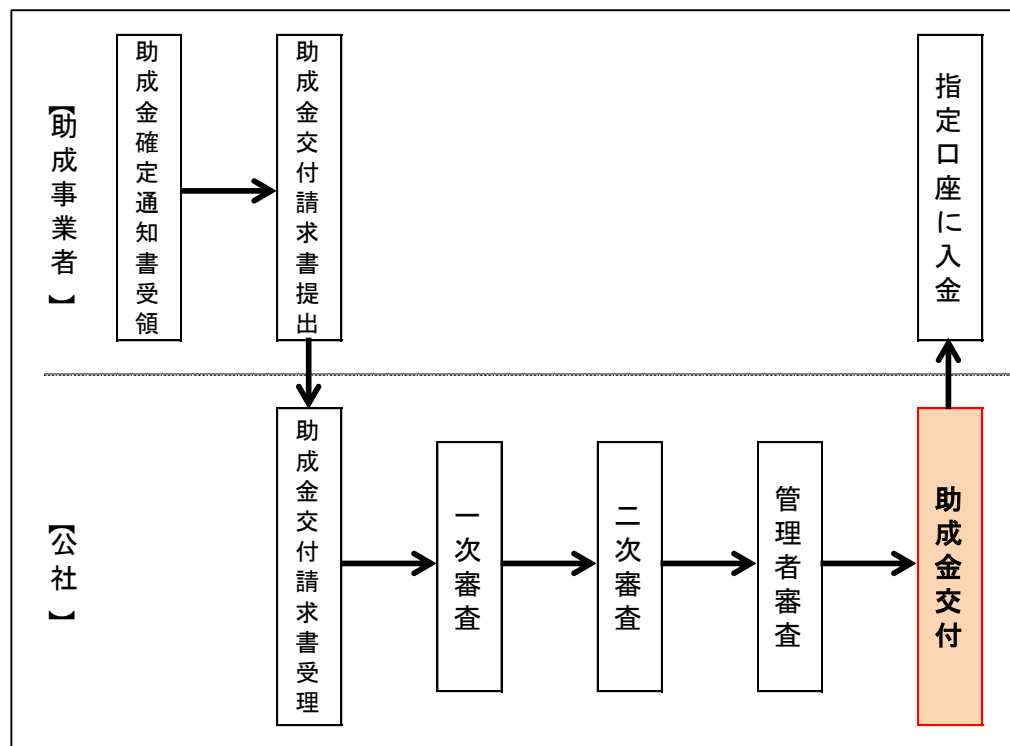 【助成事業者】
助成金確定通知書受領
助成金交付請求書提出
指定口座に入金
【公社】
助成金交付請求書受理
一次審査
二次審査
管理者審査
助成金交付